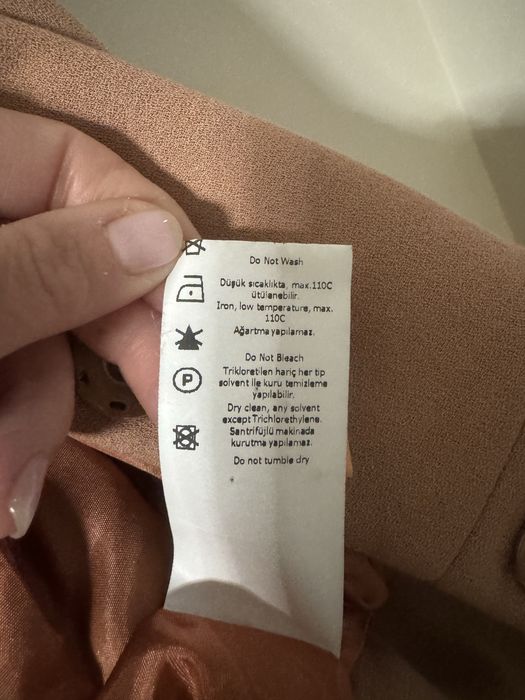 Do Not Wash
Düşük sıcaklıkta, max.110C
ütülenebilir.
Iron, low temperature, max.
110C
Ağartma yapılamaz.
Do Not Bleach
P
Trikloretilen hariç her tip
solvent ile kuru temizleme
yapılabilir.
Dry clean, any solvent
except Trichlorethylene.
Santrifüjlü makinada
kurutma yapılamaz.
Do not tumble dry